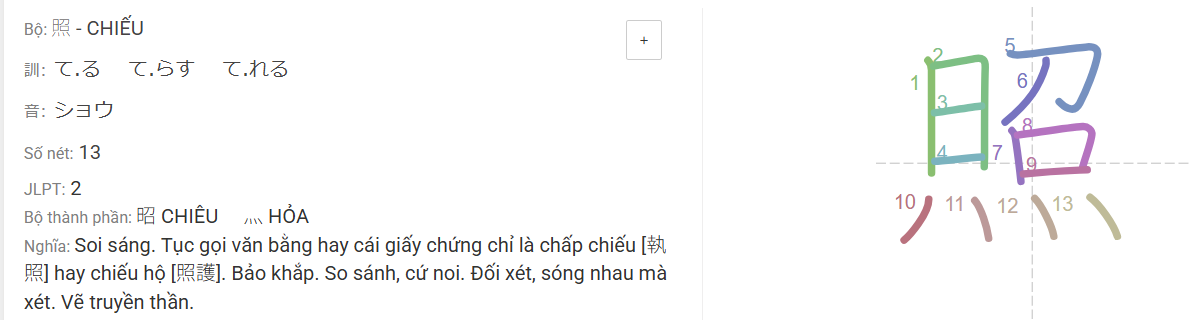 Bộ: 照 - CHIẾU
+
訓: て.る て.らす て.れる
音: ショウ
Số nét: 13
JLPT: 2
Bộ thành phần: 昭 CHIÊU 灬 HỎA
Nghĩa: Soi sáng. Tục gọi văn bằng hay cái giấy chứng chỉ là chấp chiếu [執
照] hay chiếu hộ [照護]. Bảo khắp. So sánh, cứ noi. Đối xét, sóng nhau mà
xét. Vẽ truyền thần.
照
1
2
3
4
5
6
7
8
9
10 11 12 13